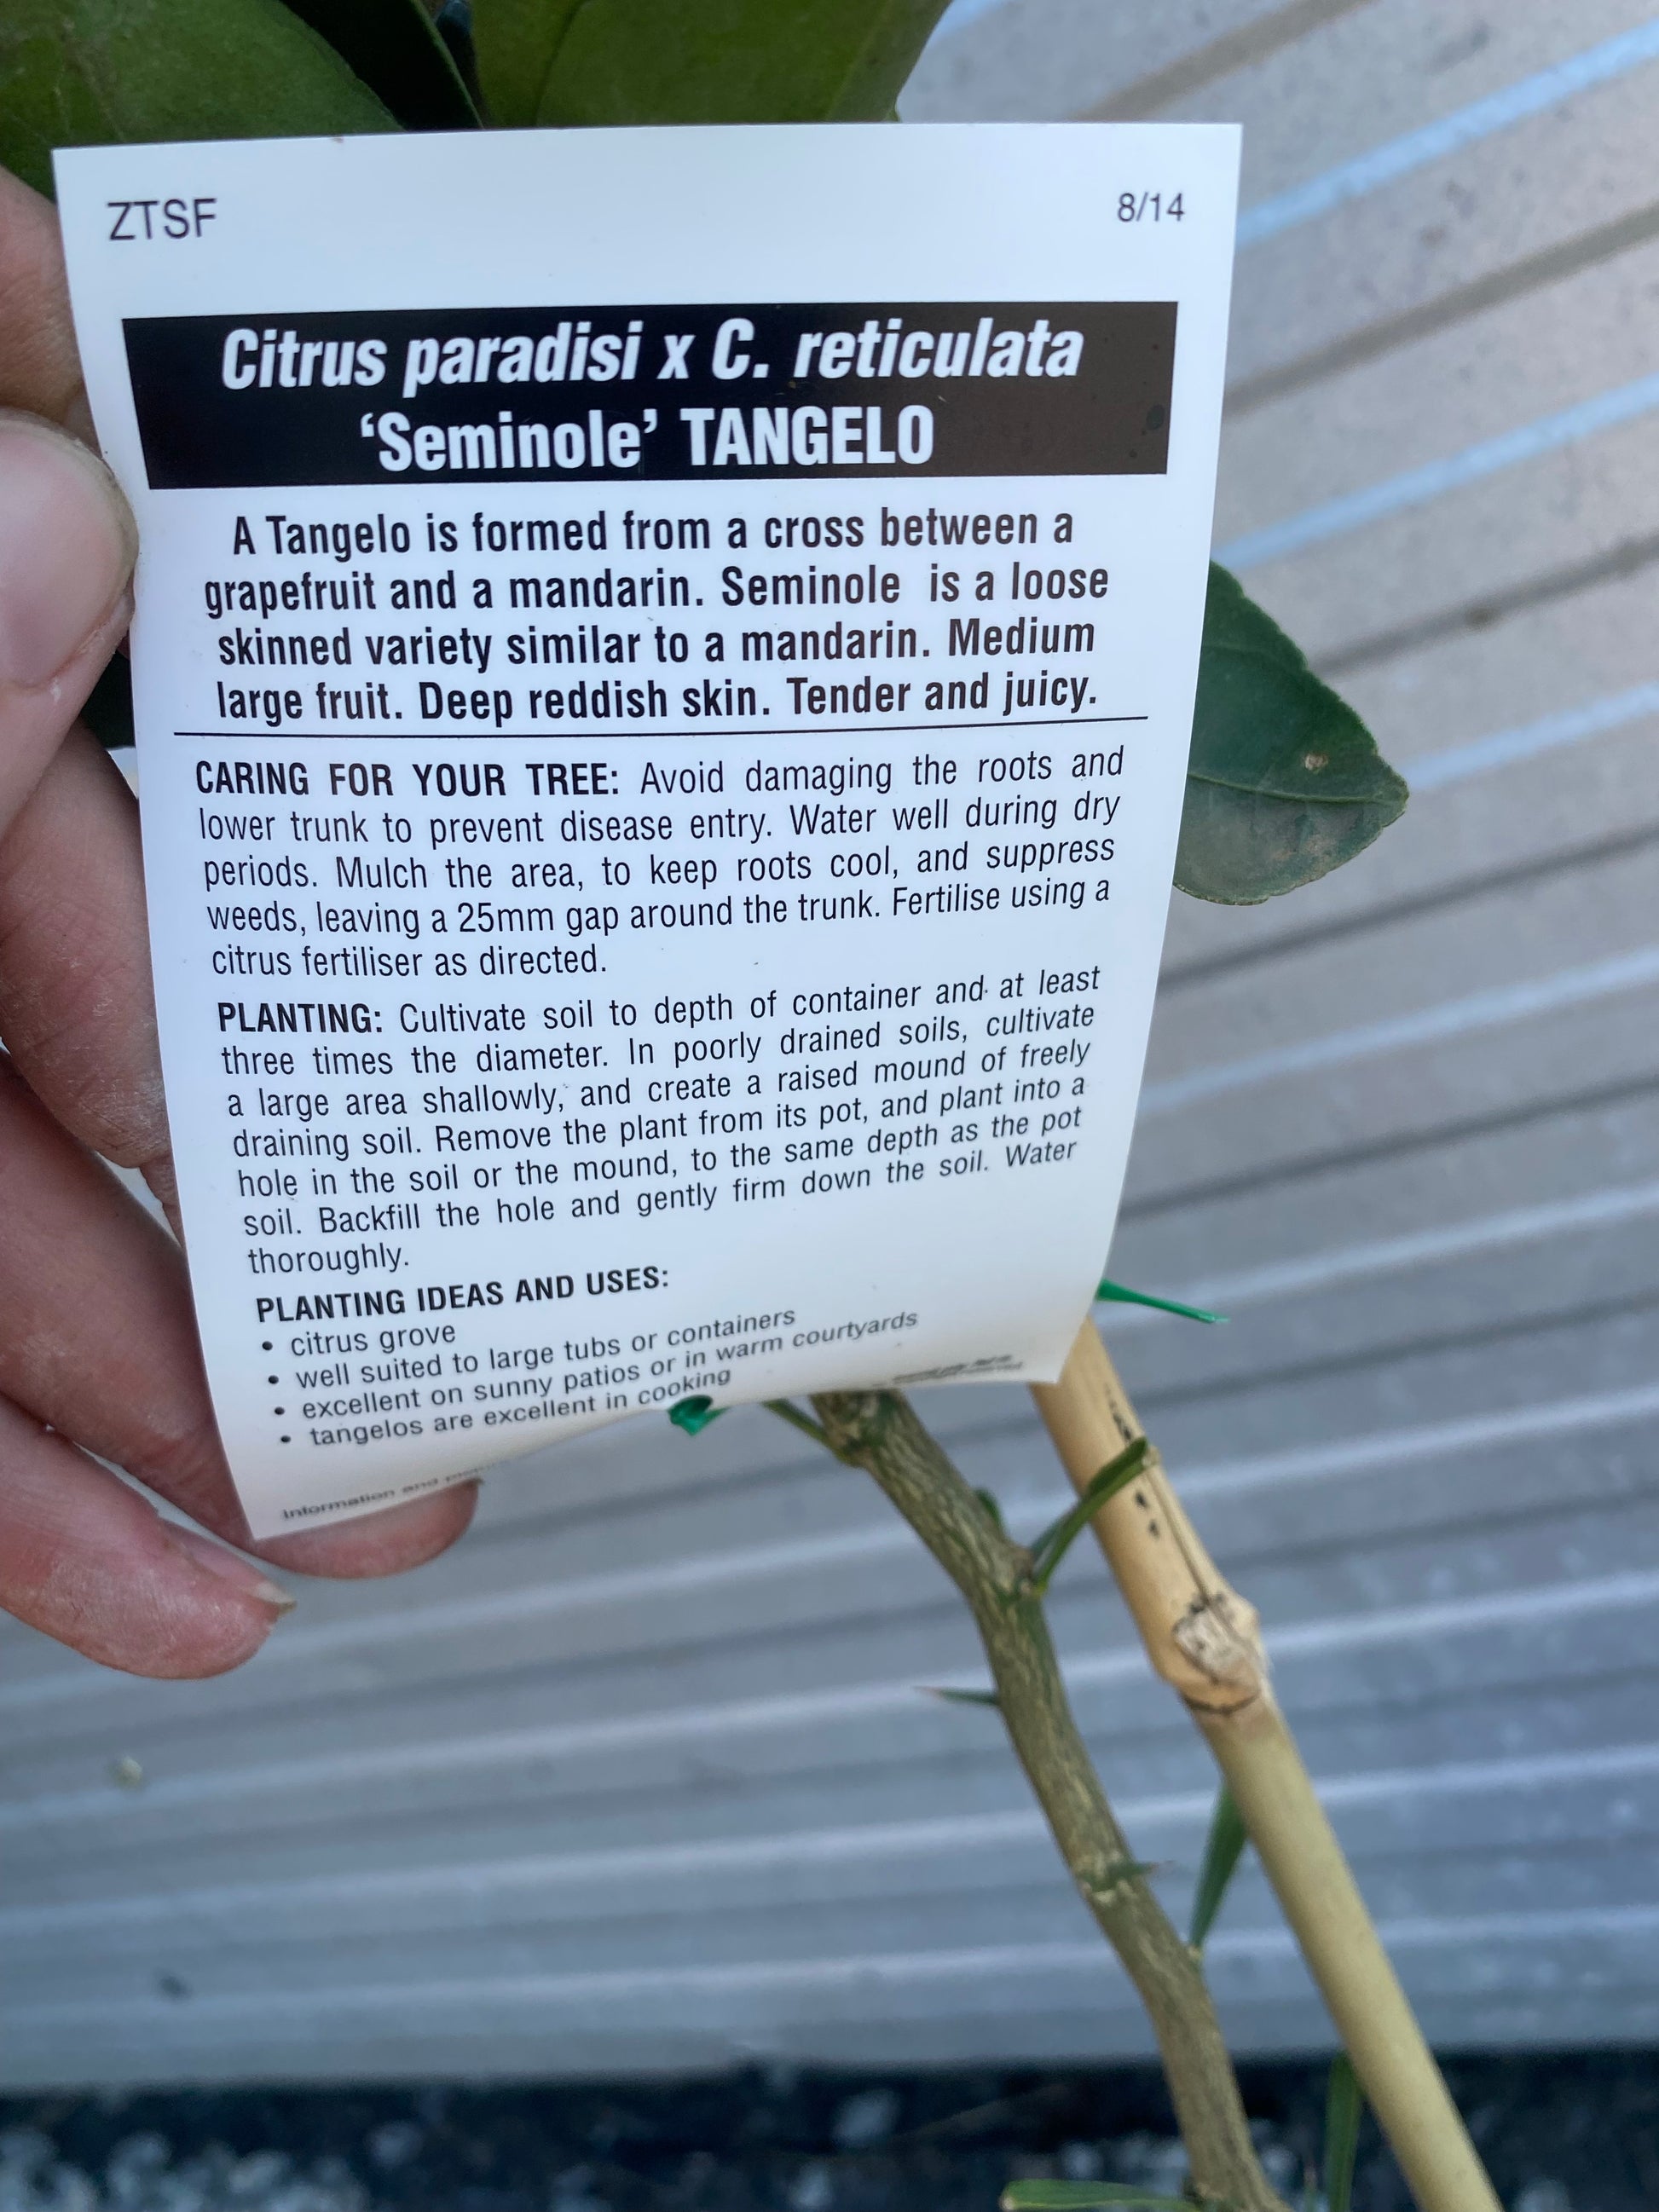 ZTSF 8/14
Citrus paradisi x C. reticulata
‘Seminole’ TANGELO
A Tangelo is formed from a cross between a
grapefruit and a mandarin. Seminole is a loose
skinned variety similar to a mandarin. Medium
large fruit. Deep reddish skin. Tender and juicy.
CARING FOR YOUR TREE: Avoid damaging the roots and
lower trunk to prevent disease entry. Water well during dry
periods. Mulch the area, to keep roots cool, and suppress
weeds, leaving a 25mm gap around the trunk. Fertilise using a
citrus fertiliser as directed.
PLANTING: Cultivate soil to depth of container and at least
three times the diameter. In poorly drained soils, cultivate
a large area shallowly, and create a raised mound of freely
draining soil. Remove the plant from its pot, and plant into a
hole in the soil or the mound, to the same depth as the pot
soil. Backfill the hole and gently firm down the soil. Water
thoroughly.
PLANTING IDEAS AND USES:
• citrus grove
• well suited to large tubs or containers
• excellent on sunny patios or in warm courtyards
• tangelos are excellent in cooking
Information and